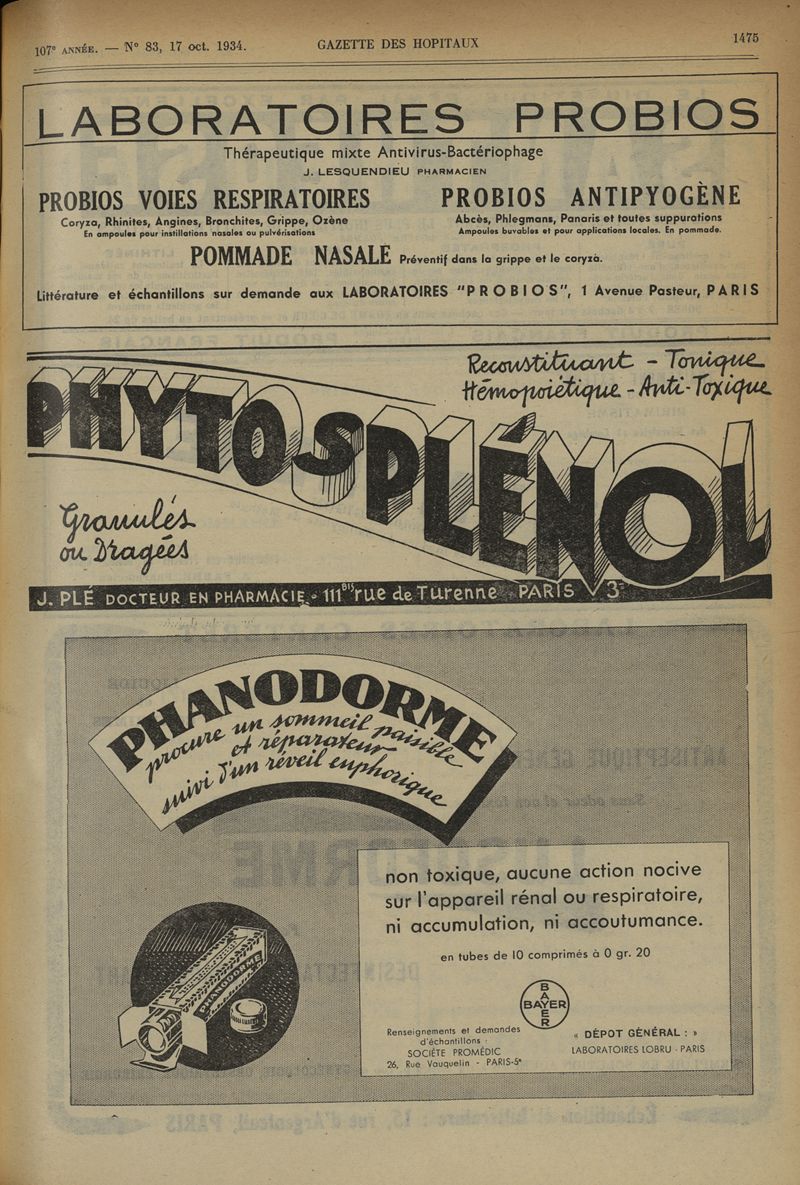 107e ANNÉE. — N° 83, 17 oct. 1934. GAZETTE DES HOPITAUX 1475
LABORATOIRES PROBIOS
Thérapeutique mixte Antivirus-Bactériophage
J. LESQUENDIEU PHARMACIEN
PROBIOS VOIES RESPIRATOIRES
Coryza, Rhinites, Angines, Bronchites, Grippe, Ozène
En ampoules pour instillations nasales ou pulvérisations
PROBIOS ANTIPYOGÈNE
Abcès, Phlegmons, Panaris et toutes suppurations
Ampoules buvables et pour applications locales. En pommade.
POMMADE NASALE Préventif dans la grippe et le coryza.
Littérature et échantillons sur demande aux LABORATOIRES "PROBIOS", 1 Avenue Pasteur, PARIS
Reconstituant - Tonique
Hémopoiétique - Anti-Toxique
PHYTOSPLÉNOL
Granulés
ou Dragées
J. PLÉ DOCTEUR EN PHARMACIE - 111BIS rue de Turenne PARIS 3e
PHANODORME
procure un sommeil paisible
et réparateur
suivi d'un réveil euphorique
PHANODORME
non toxique, aucune action nocive
sur l'appareil rénal ou respiratoire,
ni accumulation, ni accoutumance.
en tubes de 10 comprimés à 0 gr. 20
BAYER
BAYER
Renseignements et demandes
d'échantillons :
SOCIÉTÉ PROMÉDIC
26, Rue Vauquelin - PARIS-5e
« DÉPOT GÉNÉRAL : »
LABORATOIRES LOBRU - PARIS